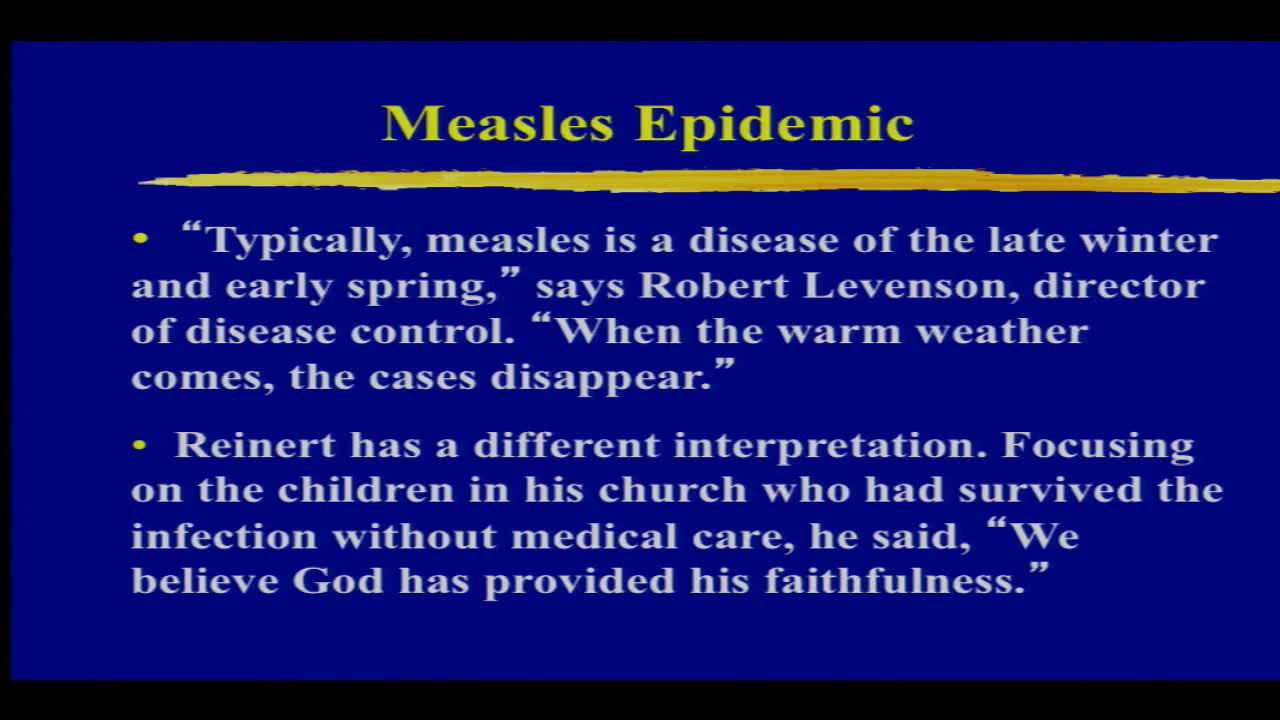 Measles Epidemic
• “Typically, measles is a disease of the late winter
and early spring,” says Robert Levenson, director
of disease control. “When the warm weather
comes, the cases disappear.”
• Reinert has a different interpretation. Focusing
on the children in his church who had survived the
infection without medical care, he said, “We
believe God has provided his faithfulness.”